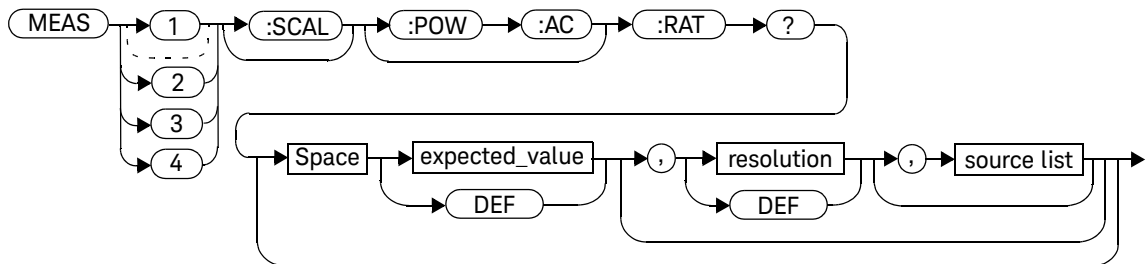 MEAS 1 :SCAL :POW :AC :RAT ?
2
3
4
Space expected_value , resolution , source list
DEF DEF